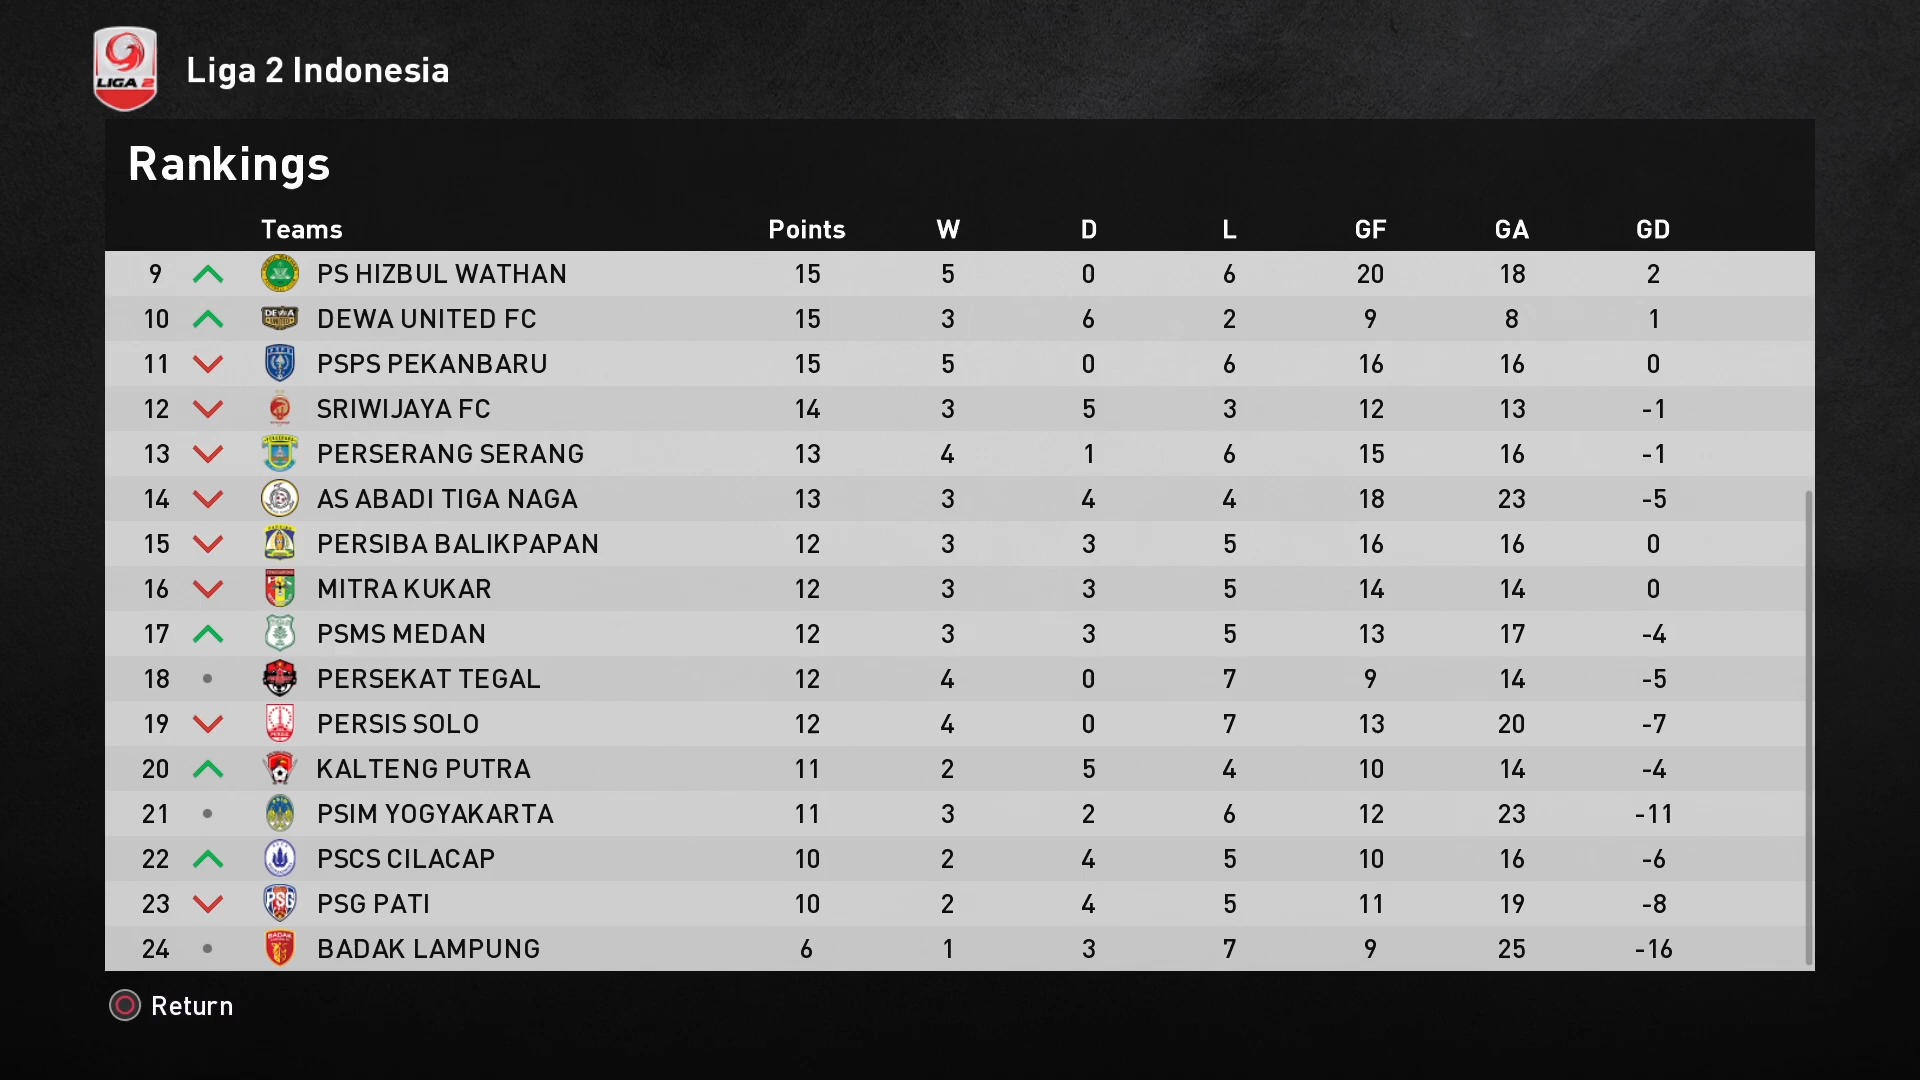 LIGA 2
Liga 2 Indonesia
Rankings
Teams Points W D L GF GA GD
9 PS HIZBUL WATHAN 15 5 0 6 20 18 2
10 DEWA UNITED FC 15 3 6 2 9 8 1
11 PSPS PEKANBARU 15 5 0 6 16 16 0
12 SRIWIJAYA FC 14 3 5 3 12 13 -1
13 PERSERANG SERANG 13 4 1 6 15 16 -1
14 AS ABADI TIGA NAGA 13 3 4 4 18 23 -5
15 PERSIBA BALIKPAPAN 12 3 3 5 16 16 0
16 MITRA KUKAR 12 3 3 5 14 14 0
17 PSMS MEDAN 12 3 3 5 13 17 -4
18 PERSEKAT TEGAL 12 4 0 7 9 14 -5
19 PERSIS SOLO 12 4 0 7 13 20 -7
20 KALTENG PUTRA 11 2 5 4 10 14 -4
21 PSIM YOGYAKARTA 11 3 2 6 12 23 -11
22 PSCS CILACAP 10 2 4 5 10 16 -6
23 PSG PATI 10 2 4 5 11 19 -8
24 BADAK LAMPUNG 6 1 3 7 9 25 -16
Return